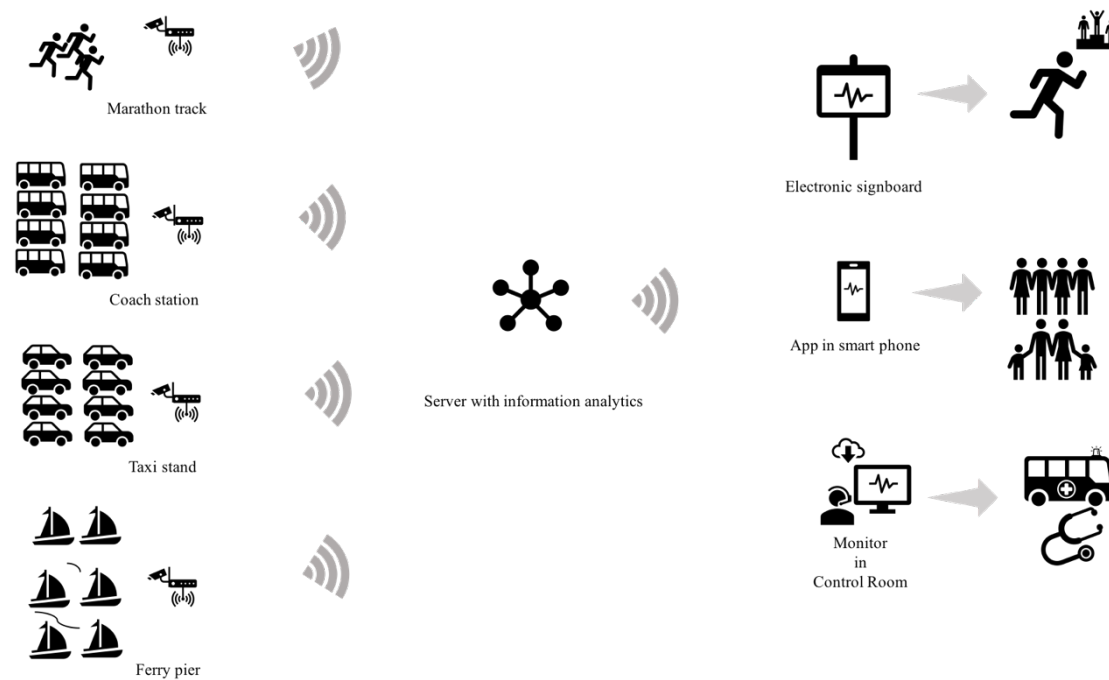 Marathon track
Electronic signboard
Coach station
App in smart phone
Server with information analytics
Taxi stand
Monitor
in
Control Room
Ferry pier